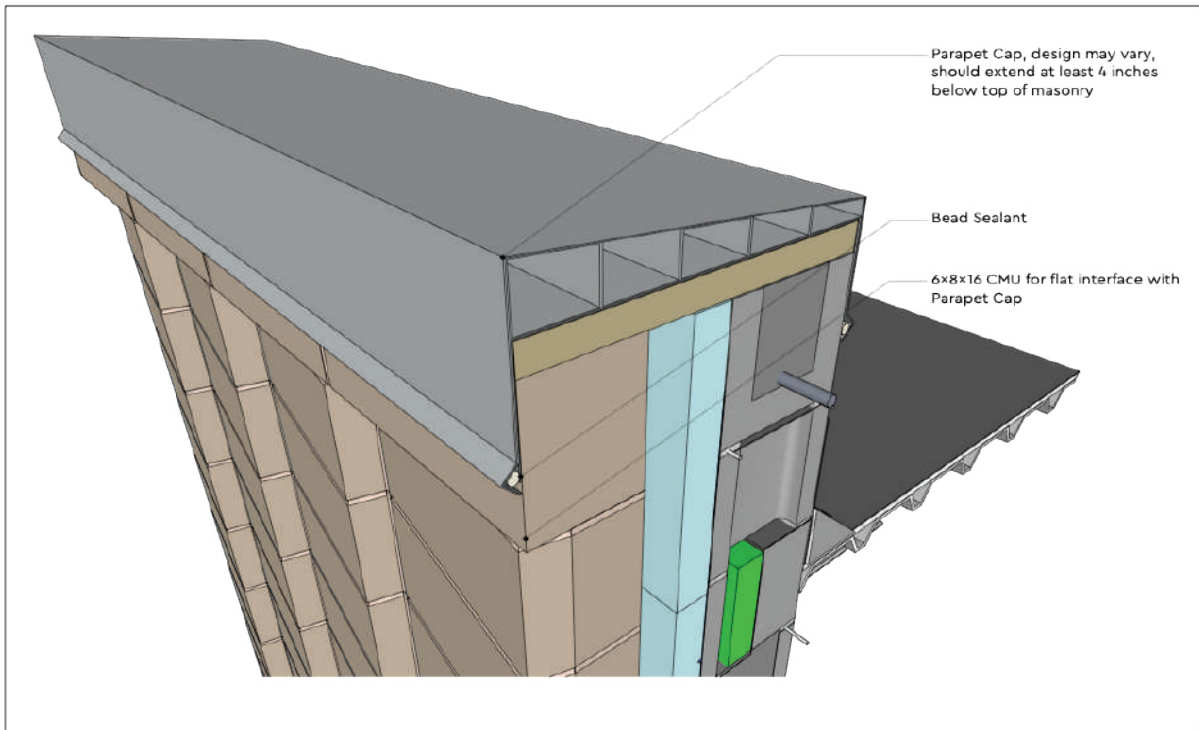 Parapet Cap, design may vary,
should extend at least 4 inches
below top of masonry
Bead Sealant
6x8x16 CMU for flat interface with
Parapet Cap